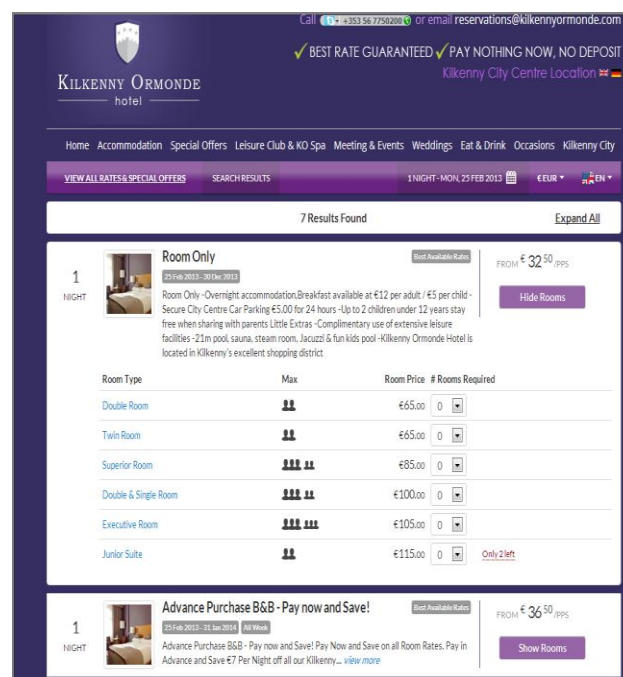 Call +353 56 7750200 or email reservations@kilkennyormonde.com
✓ BEST RATE GUARANTEED ✓ PAY NOTHING NOW, NO DEPOSIT
Kilkenny City Centre Location
KILKENNY ORMONDE
hotel
Home Accommodation Special Offers Leisure Club & KO Spa Meeting & Events Weddings Eat & Drink Occasions Kilkenny City
VIEW ALL RATES & SPECIAL OFFERS SEARCH RESULTS 1 NIGHT - MON, 25 FEB 2013 €EUR EN
7 Results Found Expand All
Room Only Best Available Rates
FROM € 32.50 /PPS
1 NIGHT
25 Feb 2013 - 30 Dec 2013
Hide Rooms
Room Only -Overnight accommodation,Breakfast available at €12 per adult / €5 per child -
Secure City Centre Car Parking €5.00 for 24 hours -Up to 2 children under 12 years stay
free when sharing with parents Little Extras -Complimentary use of extensive leisure
facilities -21m pool, sauna, steam room, Jacuzzi & fun kids pool -Kilkenny Ormonde Hotel is
located in Kilkenny's excellent shopping district
Room Type Max Room Price # Rooms Required
Double Room €65.00 0
Twin Room €65.00 0
Superior Room €85.00 0
Double & Single Room €100.00 0
Executive Room €105.00 0
Junior Suite €115.00 0 Only 2 left
Advance Purchase B&B - Pay now and Save! Best Available Rates
FROM € 36.50 /PPS
1 NIGHT
25 Feb 2013 - 31 Jan 2014 All Week
Show Rooms
Advance Purchase B&B - Pay now and Save! Pay Now and Save on all Room Rates. Pay in
Advance and Save €7 Per Night off all our Kilkenny... view more